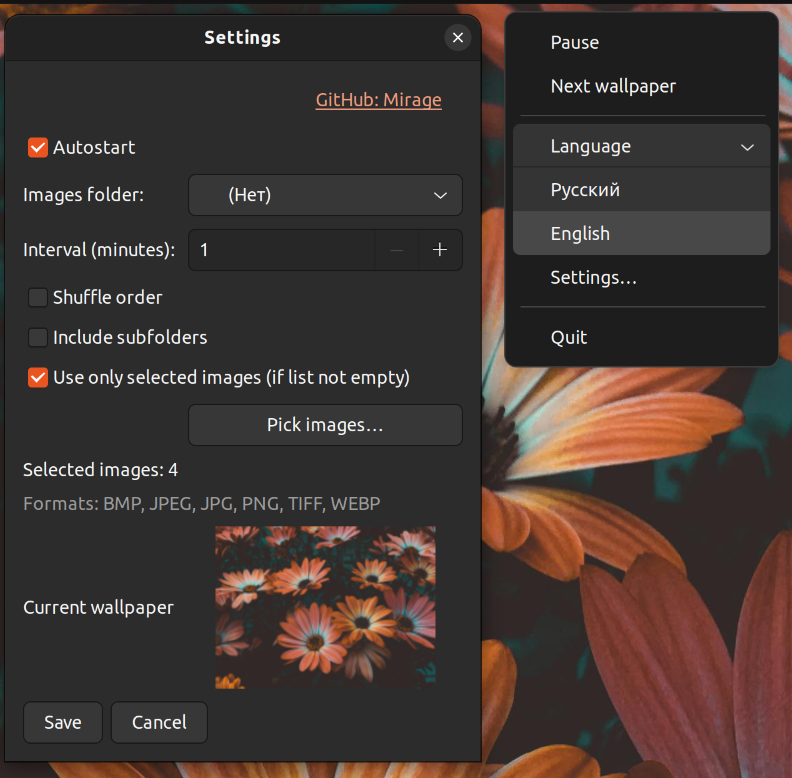 Settings
GitHub: Mirage
Autostart
Images folder: (Нет)
Interval (minutes): 1
Shuffle order
Include subfolders
Use only selected images (if list not empty)
Pick images...
Selected images: 4
Formats: BMP, JPEG, JPG, PNG, TIFF, WEBP
Current wallpaper
Save Cancel
Pause
Next wallpaper
Language
Русский
English
Settings...
Quit